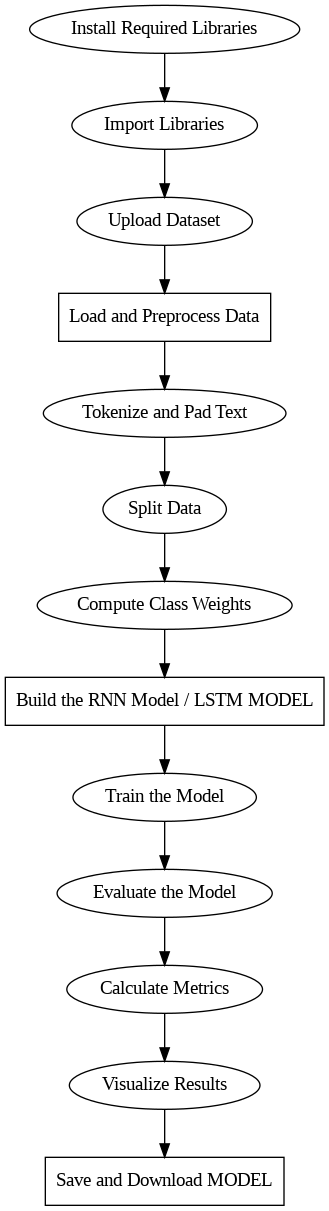 Install Required Libraries
Import Libraries
Upload Dataset
Load and Preprocess Data
Tokenize and Pad Text
Split Data
Compute Class Weights
Build the RNN Model / LSTM MODEL
Train the Model
Evaluate the Model
Calculate Metrics
Visualize Results
Save and Download MODEL